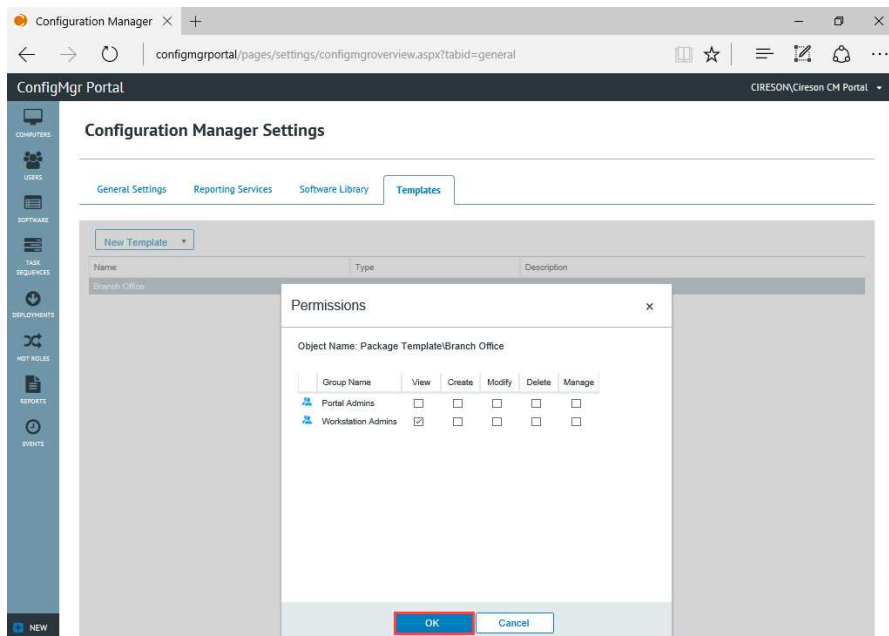 Configuration Manager
configmgrportal/pages/settings/configmgroverview.aspx?tabid=general
ConfigMgr Portal
CIRESON\Cireson CM Portal
COMPUTERS
USERS
SOFTWARE
TASK
SEQUENCES
DEPLOYMENTS
MDT ROLES
REPORTS
EVENTS
NEW
Configuration Manager Settings
General Settings Reporting Services Software Library Templates
New Template
Name Type Description
Branch Office
Permissions
Object Name: Package Template\Branch Office
Group Name View Create Modify Delete Manage
Portal Admins
Workstation Admins
OK Cancel